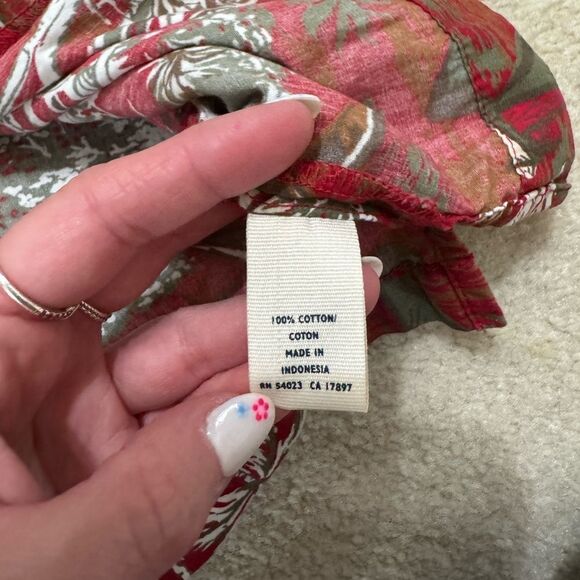 100% COTTON/
COTON
MADE IN
INDONESIA
RN 54023 CA 17897